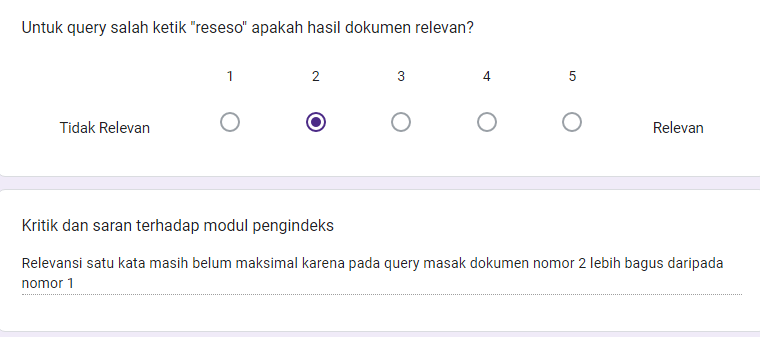 Untuk query salah ketik "reseso" apakah hasil dokumen relevan?
1 2 3 4 5
Tidak Relevan Relevan
Kritik dan saran terhadap modul pengindeks
Relevansi satu kata masih belum maksimal karena pada query masak dokumen nomor 2 lebih bagus daripada
nomor 1